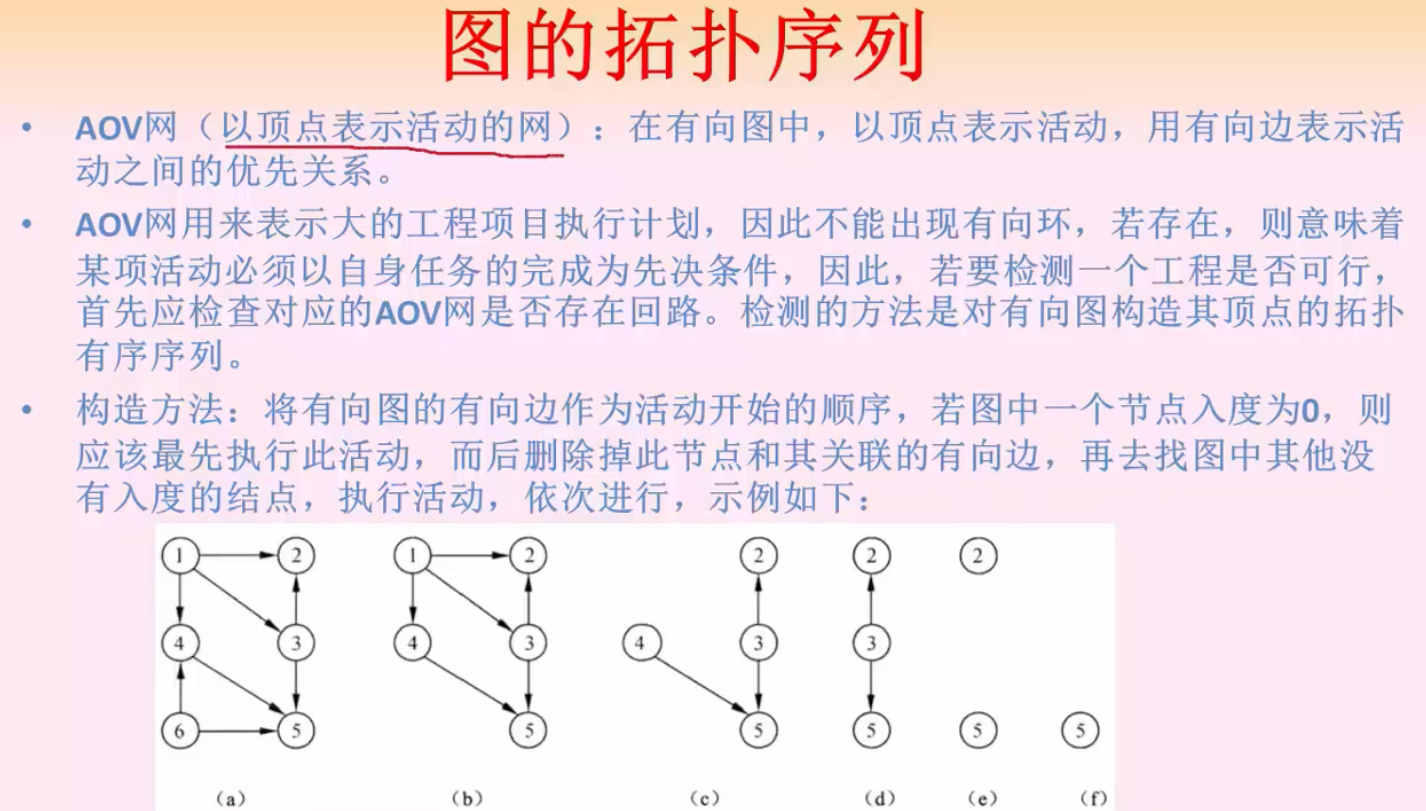 图的拓扑序列
• AOV网（以顶点表示活动的网）：在有向图中，以顶点表示活动，用有向边表示活
动之间的优先关系。
• AOV网用来表示大的工程项目执行计划，因此不能出现有向环，若存在，则意味着
某项活动必须以自身任务的完成为先决条件，因此，若要检测一个工程是否可行，
首先应检查对应的AOV网是否存在回路。检测的方法是对有向图构造其顶点的拓扑
有序序列。
• 构造方法：将有向图的有向边作为活动开始的顺序，若图中一个节点入度为0，则
应该最先执行此活动，而后删除掉此节点和其关联的有向边，再去找图中其他没
有入度的结点，执行活动，依次进行，示例如下：
1 2 1 2 2 2 2
4 3 4 3 4 3 3
6 5 5 5 5 5 5
（a） （b） （c） （d） （e） （f）